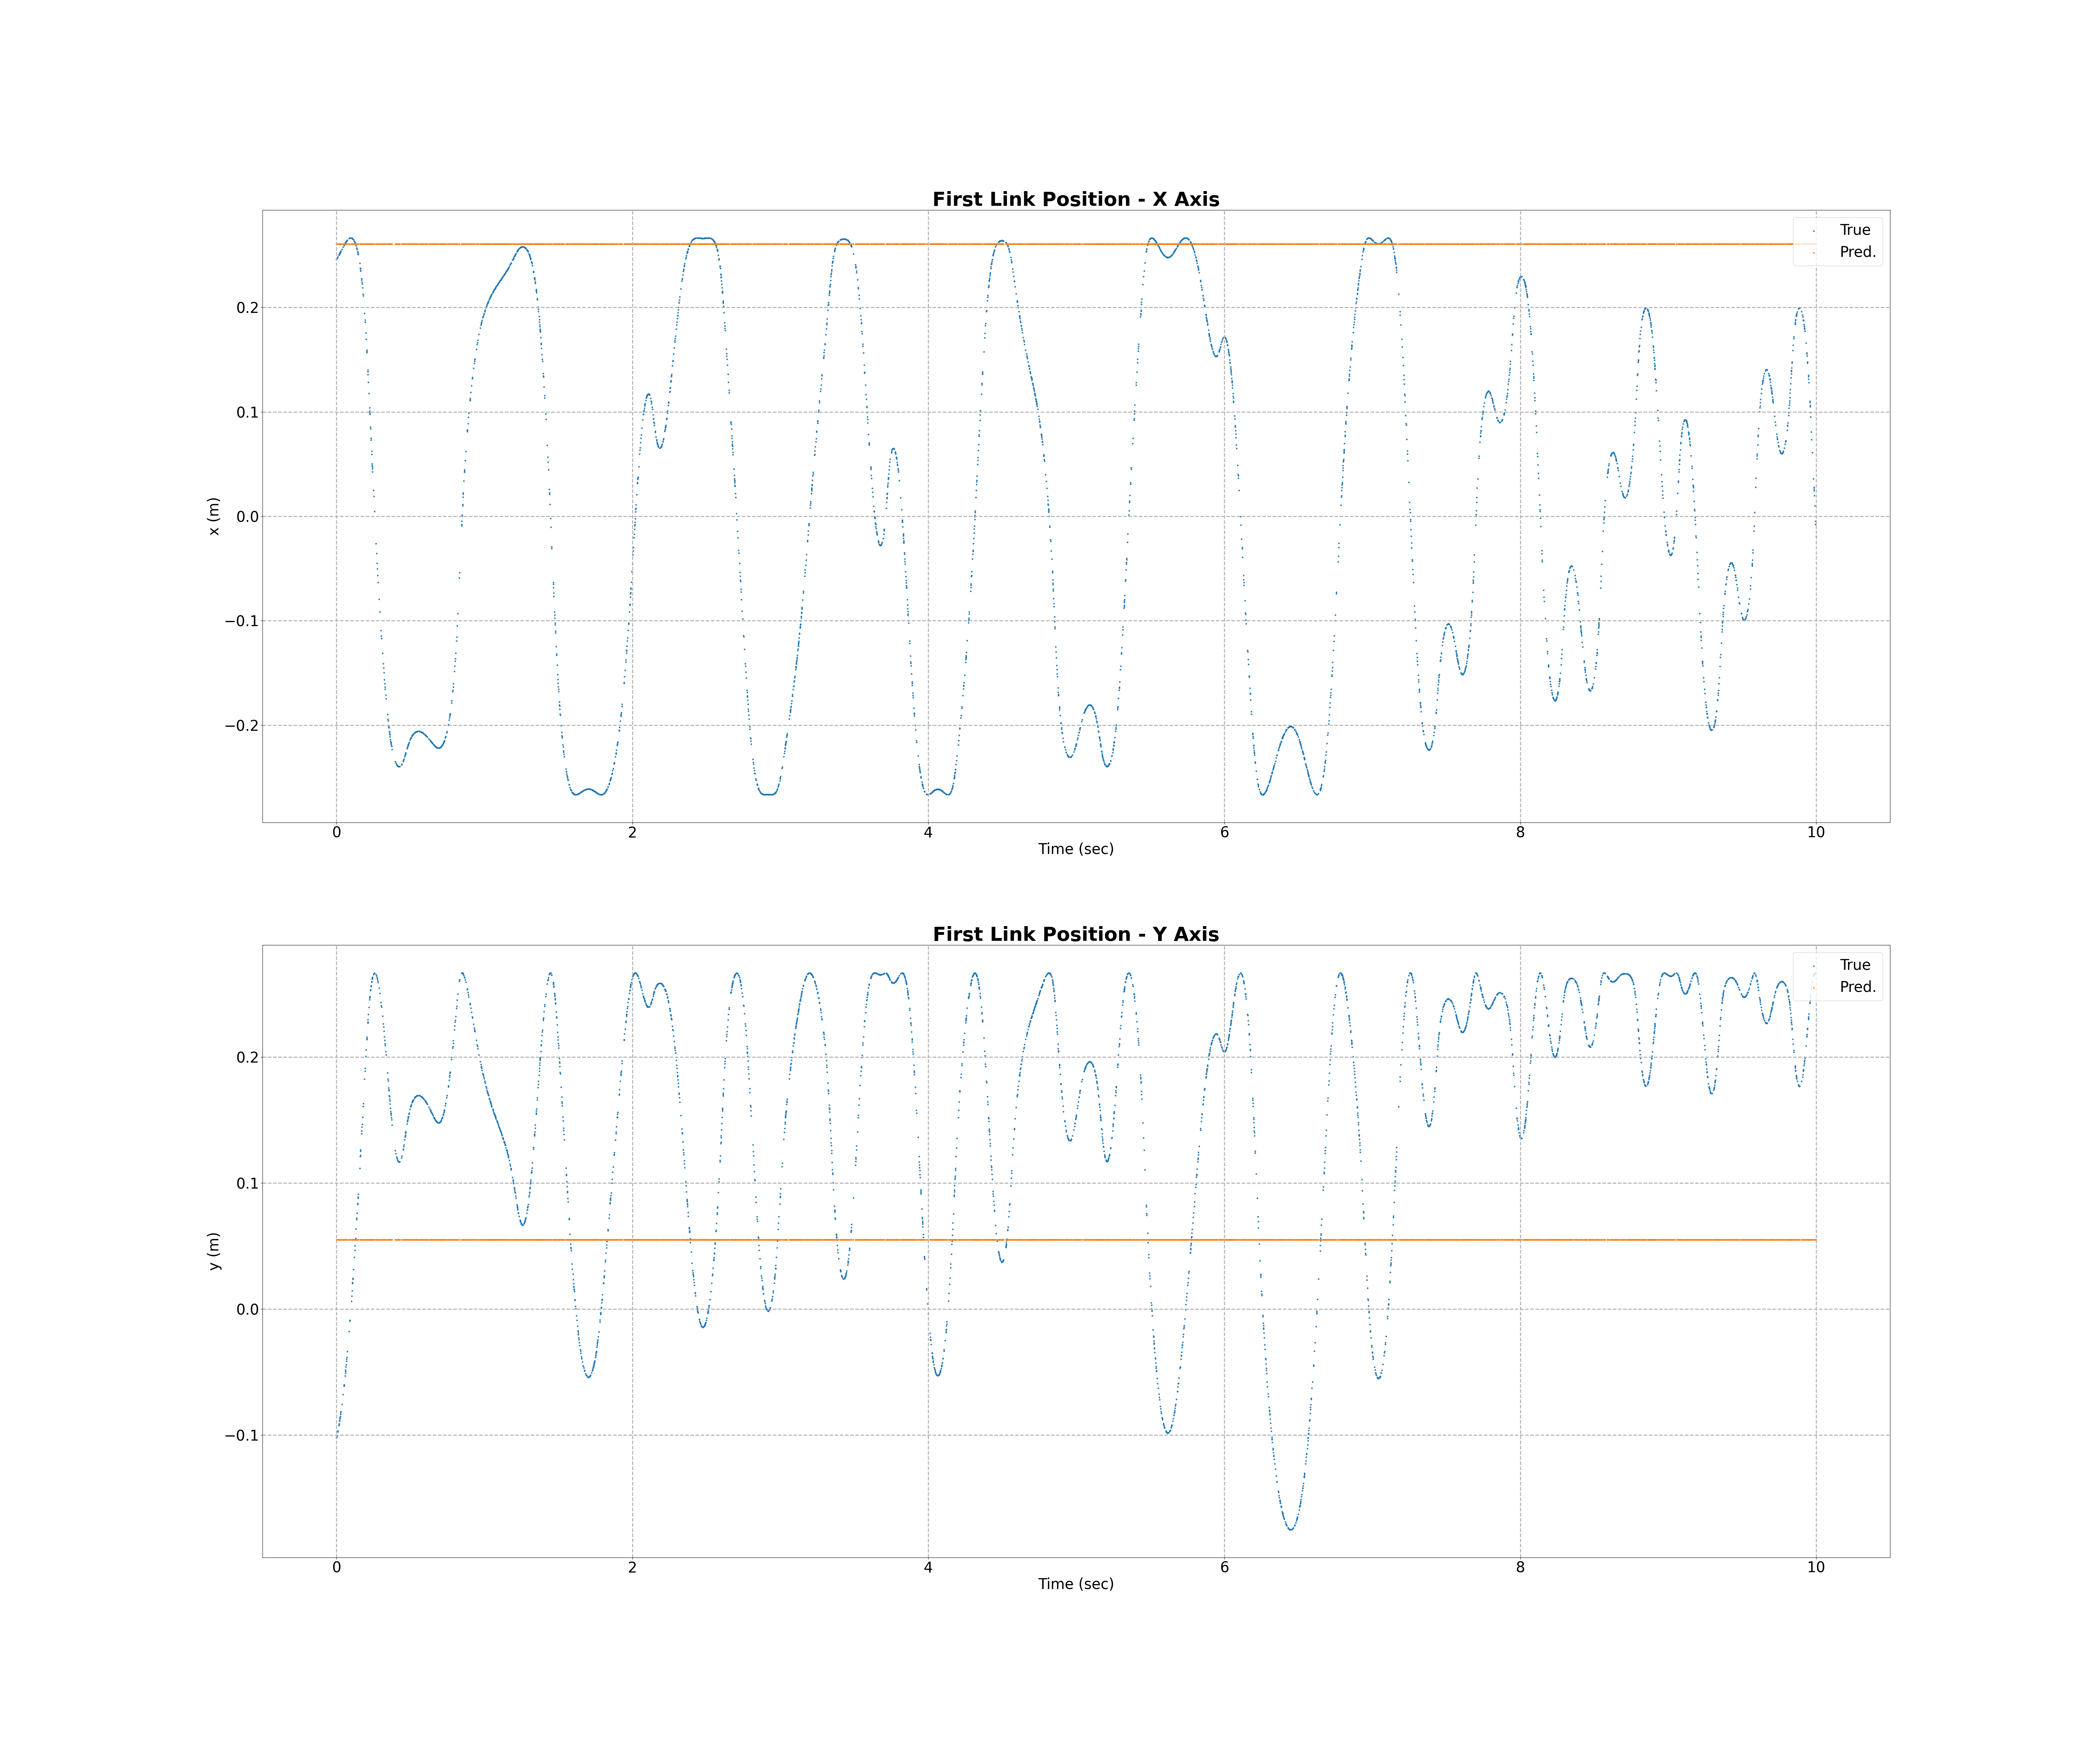 First Link Position - X Axis
True
Pred.
0.2
0.1
0.0
−0.1
−0.2
x (m)
0 2 4 6 8 10
Time (sec)
First Link Position - Y Axis
True
Pred.
0.2
0.1
0.0
−0.1
y (m)
0 2 4 6 8 10
Time (sec)